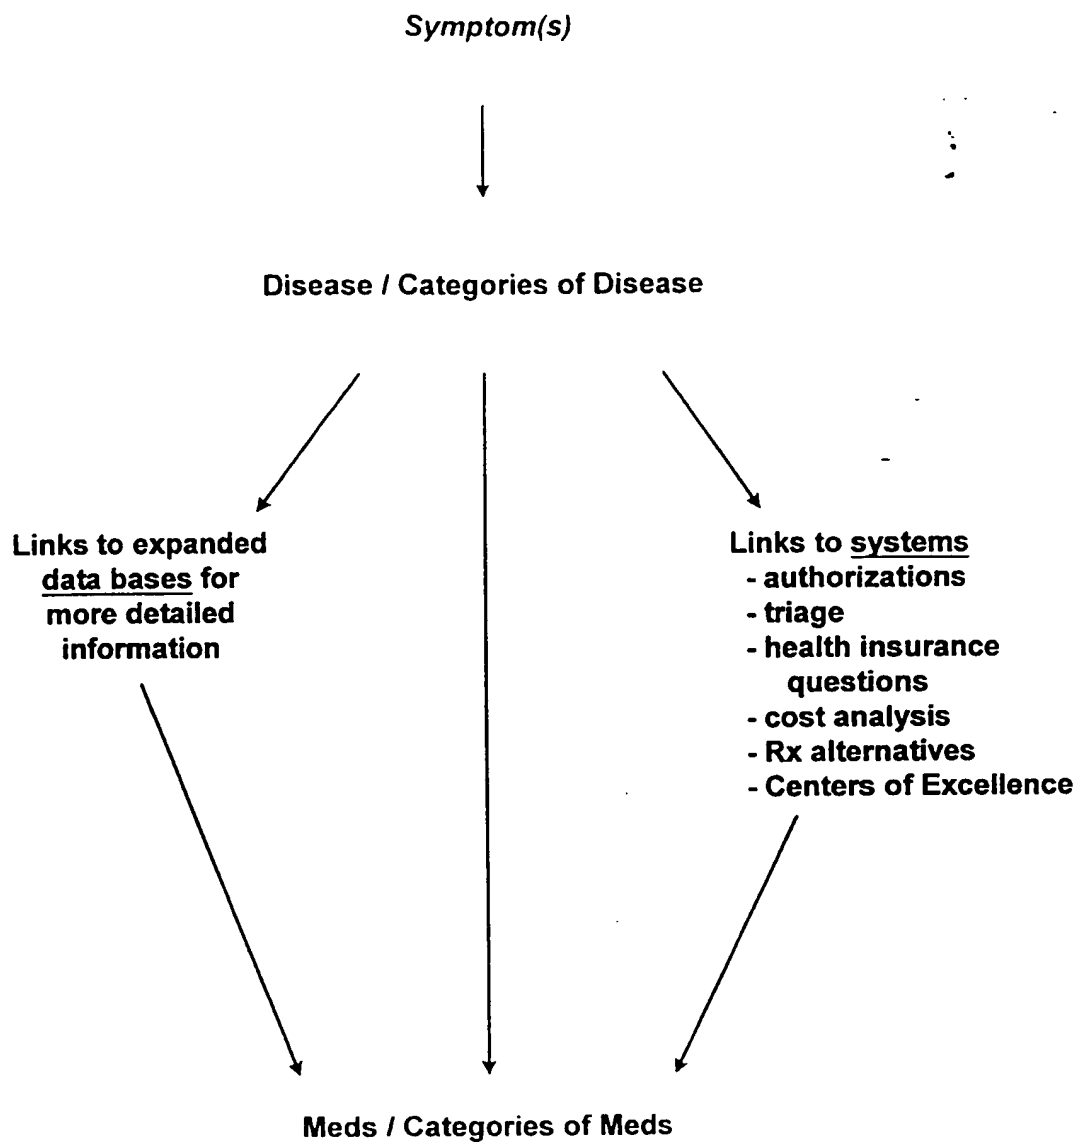 Symptom(s)
Disease / Categories of Disease
Links to expanded
data bases for
more detailed
information
Links to systems
- authorizations
- triage
- health insurance
questions
- cost analysis
- Rx alternatives
- Centers of Excellence
Meds / Categories of Meds